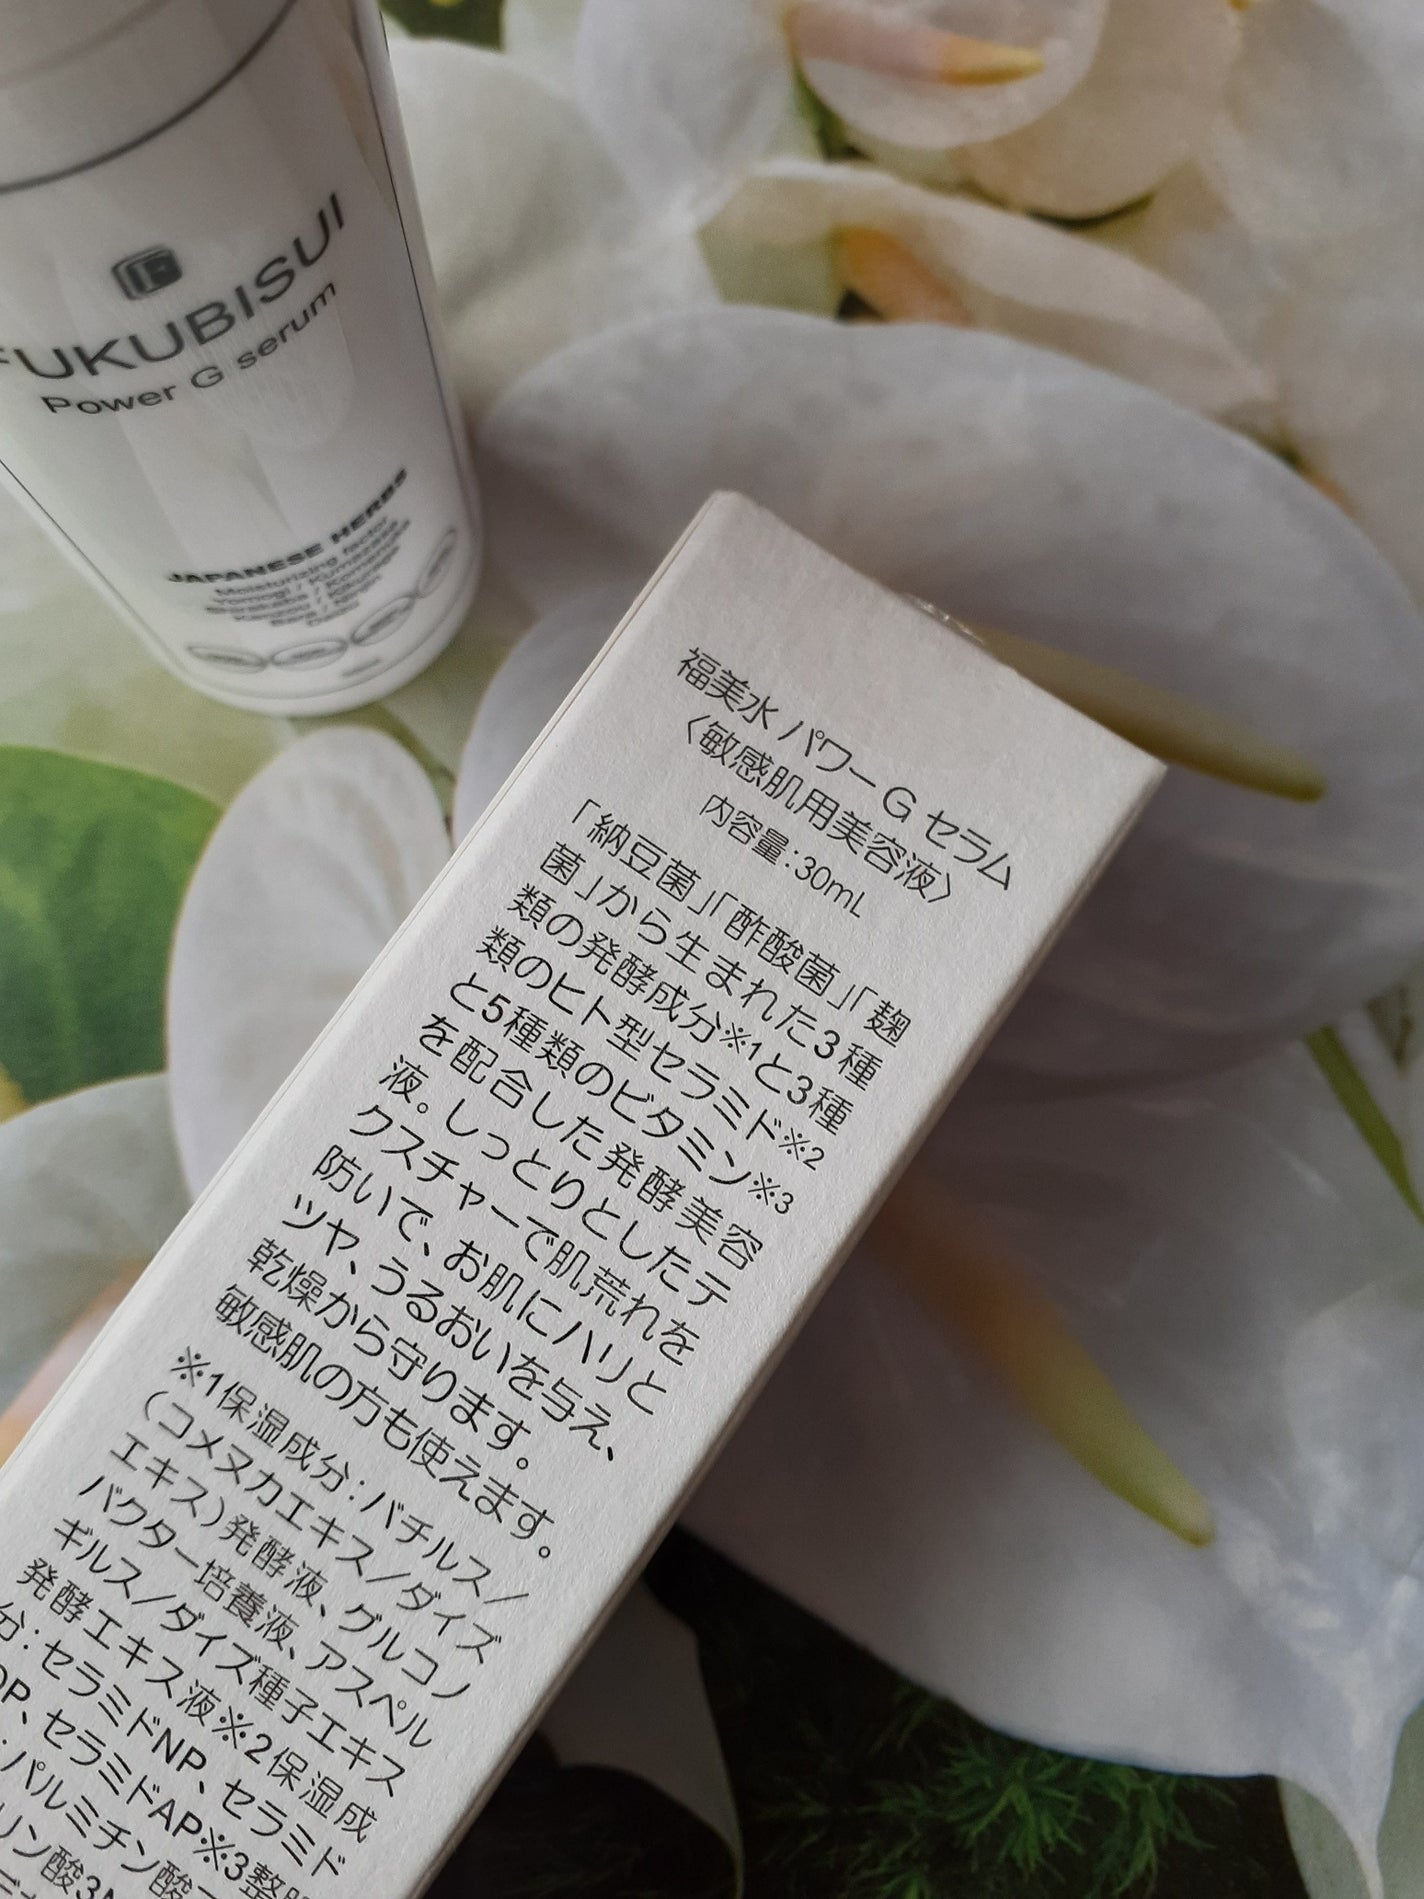 FUKUBISUI
Power G serum
JAPANESE HERBS
Moisturizing factor
福美水 パワーG セラム
〈敏感肌用美容液〉
内容量:30mL
「納豆菌」「酢酸菌」「麹
菌」から生まれた3種
類の発酵成分※1と3種
類のヒト型セラミド※2
と5種類のビタミン※3
を配合した発酵美容
液。しっとりとしたテ
クスチャーで肌荒れを
防いで、お肌にハリと
ツヤ、うるおいを与え、
乾燥から守ります。
敏感肌の方も使えます。
※1保湿成分:バチルス/
(コメヌカエキス/ダイズ
エキス)発酵液、グルコノ
バクター培養液、アスペル
ギルス/ダイズ種子エキス
発酵エキス液※2保湿成
分:セラミドNP、セラミド
OP、セラミドAP※3整肌
:パルミチン酸
リン酸3N